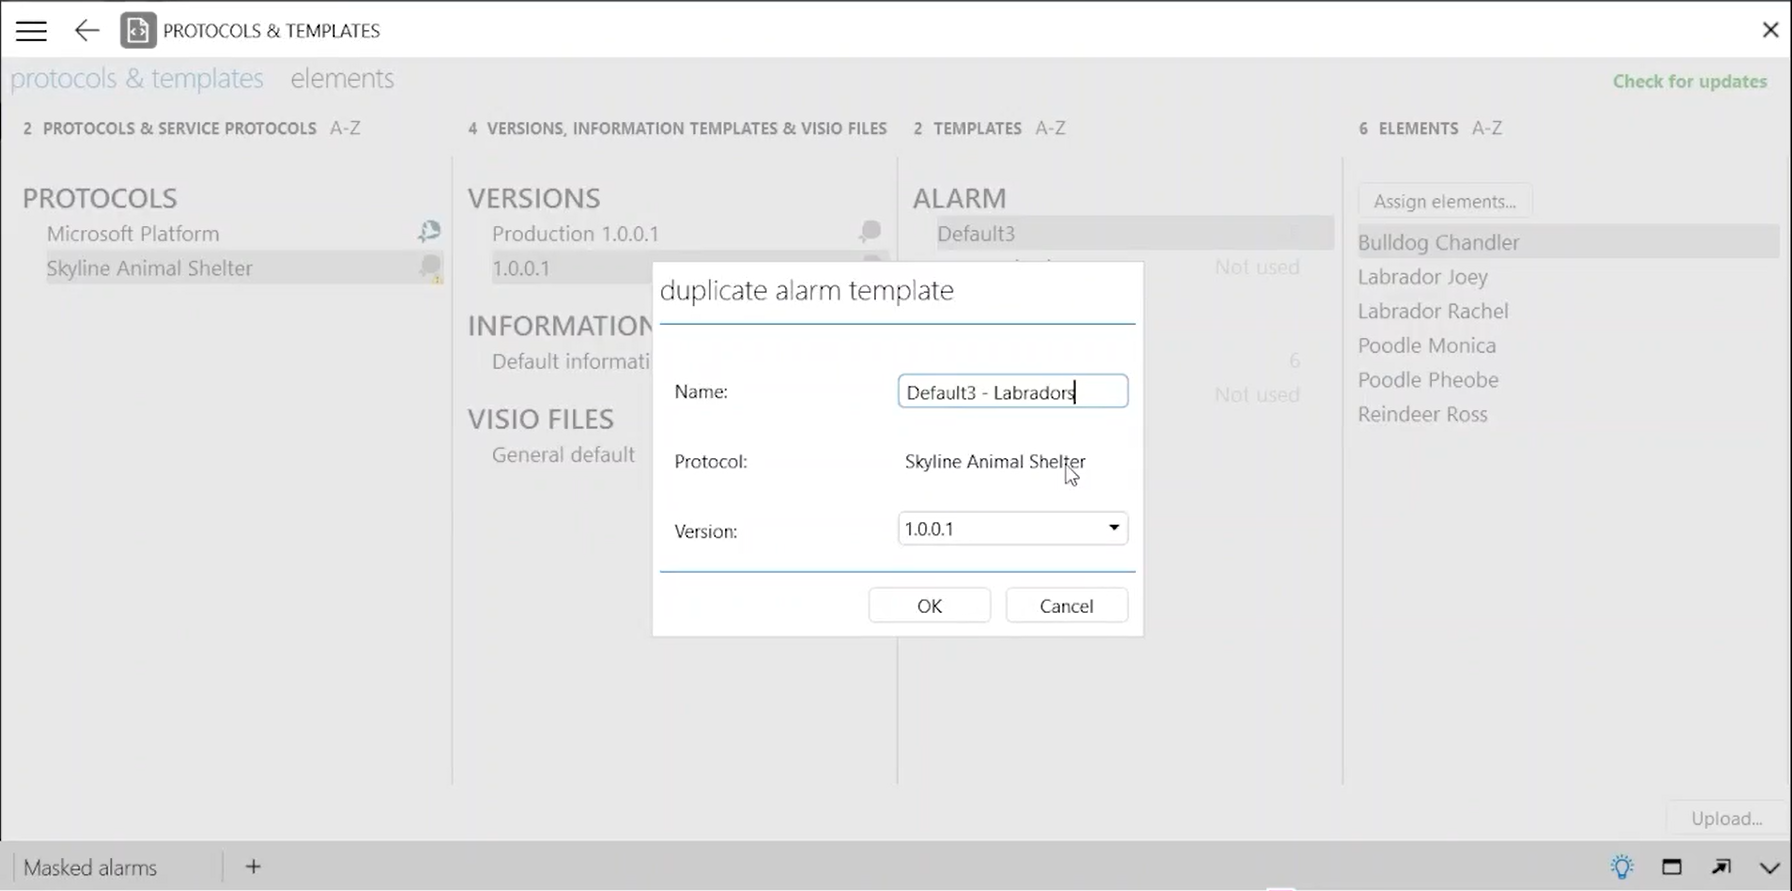 PROTOCOLS & TEMPLATES
protocols & templates elements
Check for updates
2 PROTOCOLS & SERVICE PROTOCOLS A-Z
4 VERSIONS, INFORMATION TEMPLATES & VISIO FILES
2 TEMPLATES A-Z
6 ELEMENTS A-Z
PROTOCOLS
Microsoft Platform
Skyline Animal Shelter
VERSIONS
Production 1.0.0.1
1.0.0.1
INFORMATION
Default informati
VISIO FILES
General default
ALARM
Default3
Not used
6
Not used
Assign elements...
Bulldog Chandler
Labrador Joey
Labrador Rachel
Poodle Monica
Poodle Pheobe
Reindeer Ross
duplicate alarm template
Name: Default3 - Labradors
Protocol: Skyline Animal Shelter
Version: 1.0.0.1
OK Cancel
Upload...
Masked alarms +